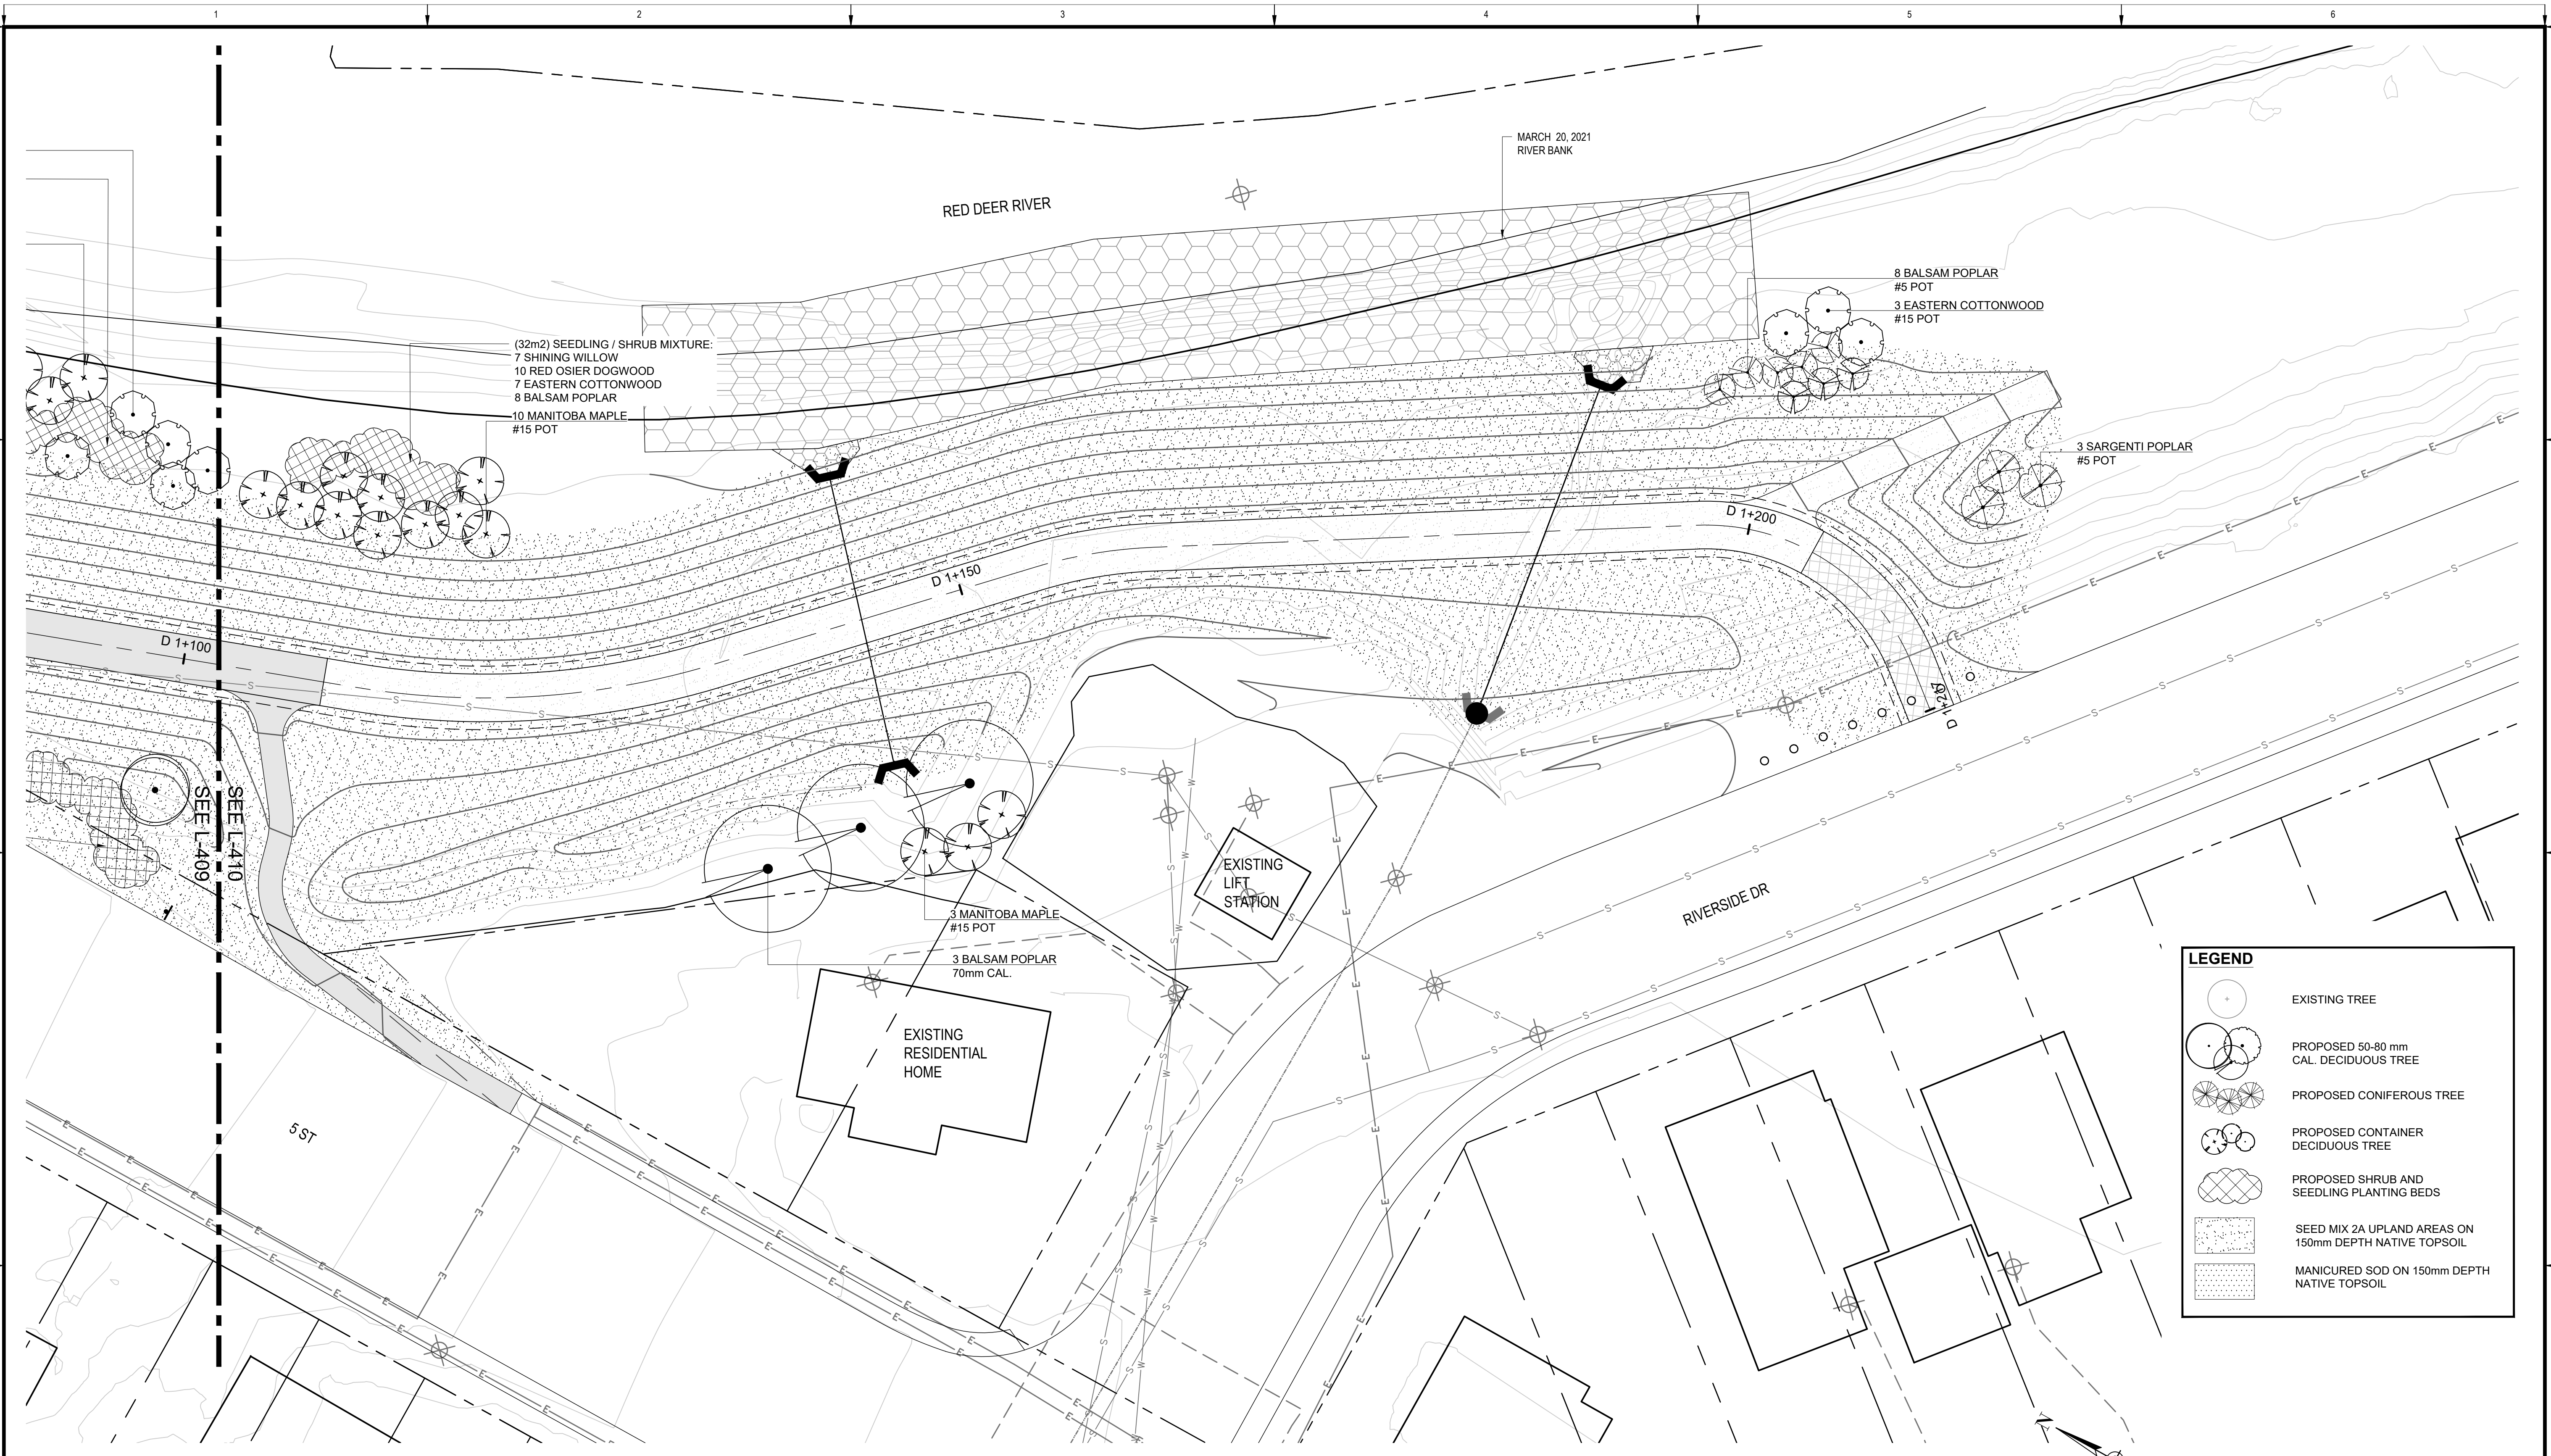 1
2
3
4
5
6
MARCH 20, 2021
RIVER BANK
RED DEER RIVER
8 BALSAM POPLAR
#5 POT
3 EASTERN COTTONWOOD
#15 POT
(32m2) SEEDLING / SHRUB MIXTURE:
7 SHINING WILLOW
10 RED OSIER DOGWOOD
7 EASTERN COTTONWOOD
8 BALSAM POPLAR
10 MANITOBA MAPLE
#15 POT
3 SARGENTI POPLAR
#5 POT
D 1+200
D 1+150
D 1+100
D 1+247
SEE L-409
SEE L-410
EXISTING
LIFT
STATION
RIVERSIDE DR
3 MANITOBA MAPLE
#15 POT
3 BALSAM POPLAR
70mm CAL.
EXISTING
RESIDENTIAL
HOME
5 ST
LEGEND
EXISTING TREE
PROPOSED 50-80 mm
CAL. DECIDUOUS TREE
PROPOSED CONIFEROUS TREE
PROPOSED CONTAINER
DECIDUOUS TREE
PROPOSED SHRUB AND
SEEDLING PLANTING BEDS
SEED MIX 2A UPLAND AREAS ON
150mm DEPTH NATIVE TOPSOIL
MANICURED SOD ON 150mm DEPTH
NATIVE TOPSOIL
N